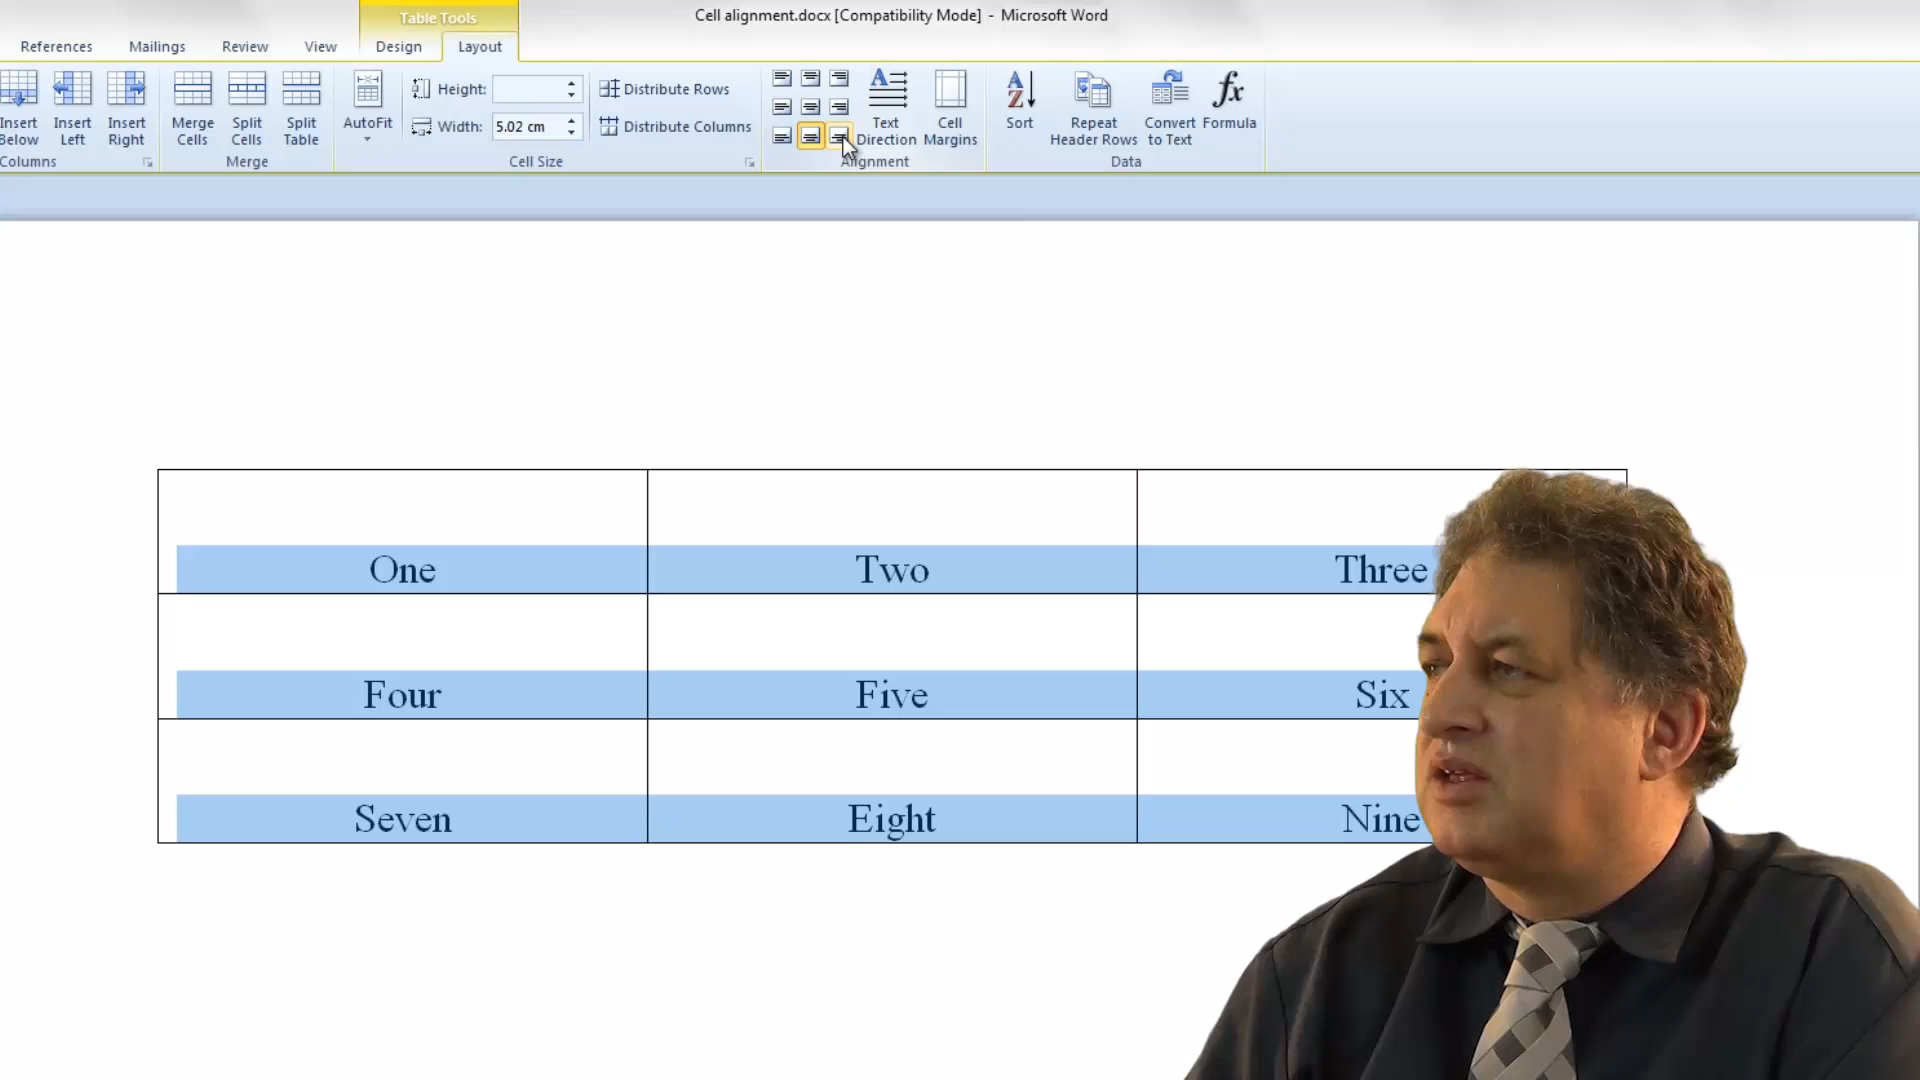 Table Tools
Cell alignment.docx [Compatibility Mode] - Microsoft Word
References Mailings Review View Design Layout
Insert Below
Insert Left
Insert Right
Merge Cells
Split Cells
Split Table
AutoFit
Height:
Width: 5.02 cm
Distribute Rows
Distribute Columns
Text Direction
Cell Margins
Sort
Repeat Header Rows
Convert to Text
Formula
Columns Merge Cell Size Alignment Data
One Two Three
Four Five Six
Seven Eight Nine